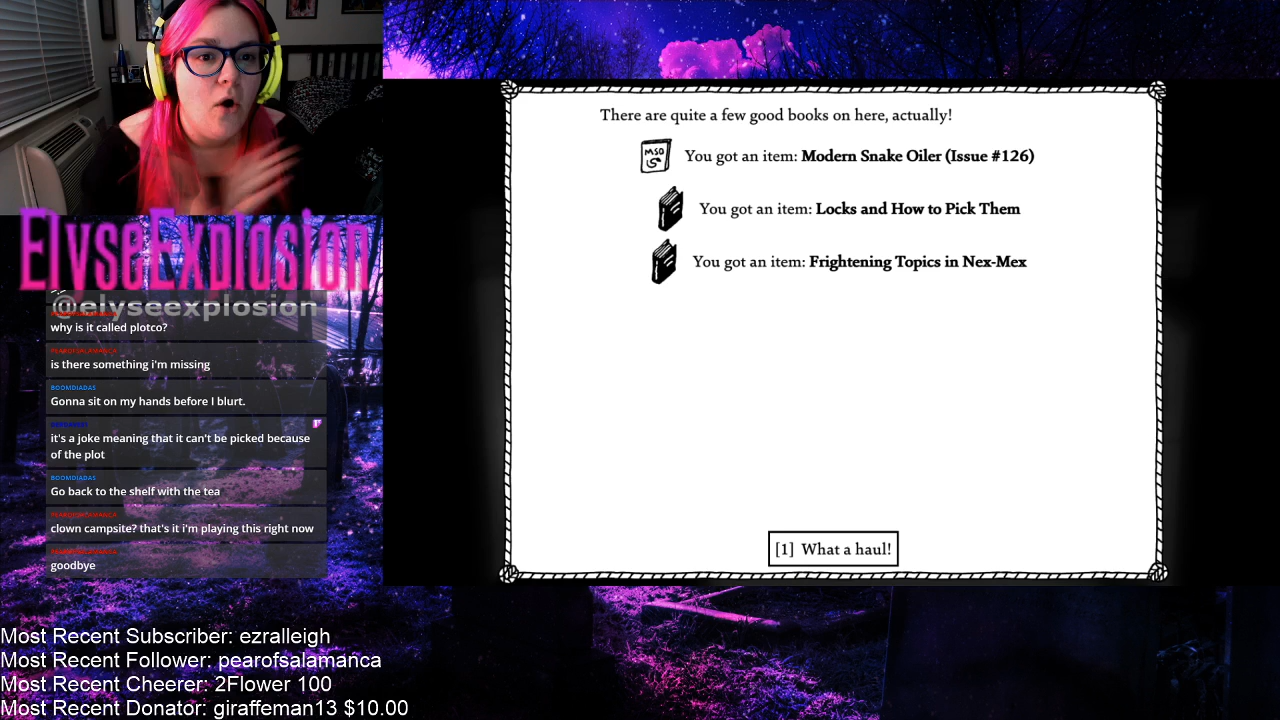 There are quite a few good books on here, actually!
MSO
You got an item: Modern Snake Oiler (Issue #126)
You got an item: Locks and How to Pick Them
You got an item: Frightening Topics in Nex-Mex
[1] What a haul!
ElyseExplosion
@elyseexplosion
why is it called plotco?
PEAROFSALAMANCA
is there something i'm missing
BOOMDIADAS
Gonna sit on my hands before I blurt.
it's a joke meaning that it can't be picked because
of the plot
BOOMDIADAS
Go back to the shelf with the tea
PEAROFSALAMANCA
clown campsite? that's it i'm playing this right now
PEAROFSALAMANCA
goodbye
Most Recent Subscriber: ezralleigh
Most Recent Follower: pearofsalamanca
Most Recent Cheerer: 2Flower 100
Most Recent Donator: giraffeman13 $10.00